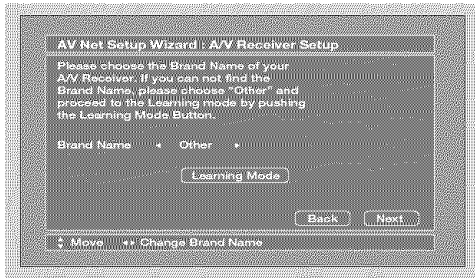 AV Net Setup Wizard : A/V Receiver Setup
Please choose the Brand Name of your
A/V Receiver. If you can not find the
Brand Name, please choose "Other" and
proceed to the Learning mode by pushing
the Learning Mode Button.
Brand Name ◂ Other ▸
Learning Mode
Back Next
Move Change Brand Name